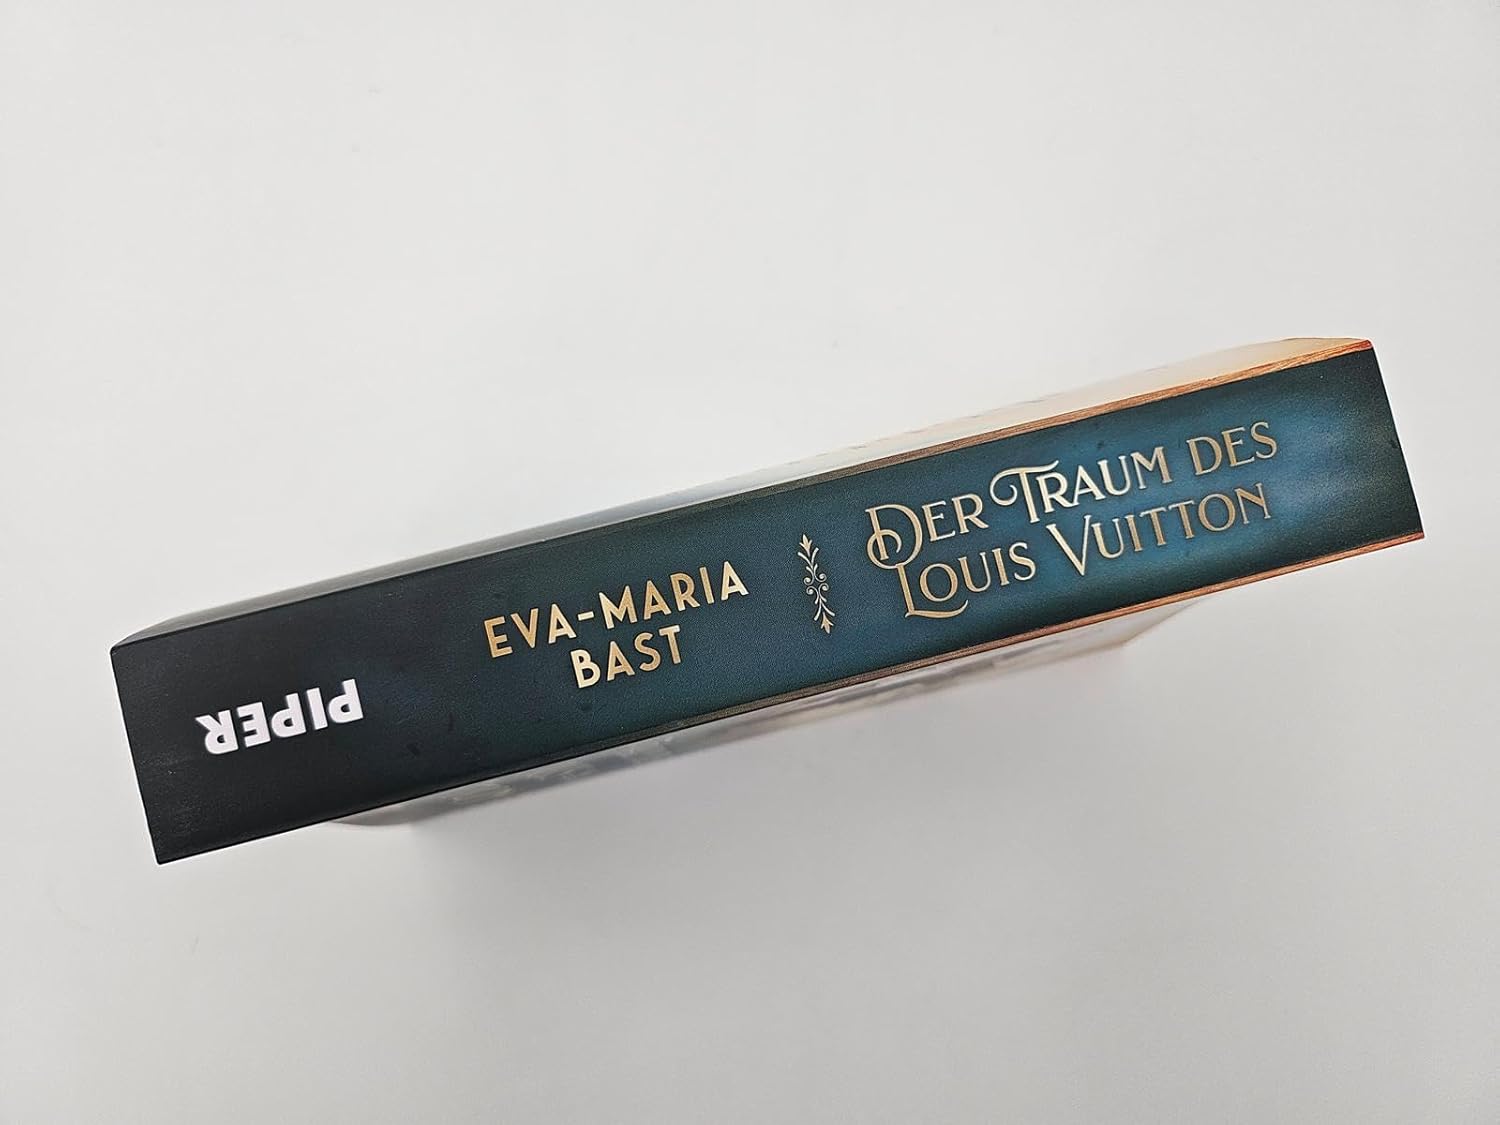 PIPER
EVA-MARIA
BAST
DER TRAUM DES
LOUIS VUITTON